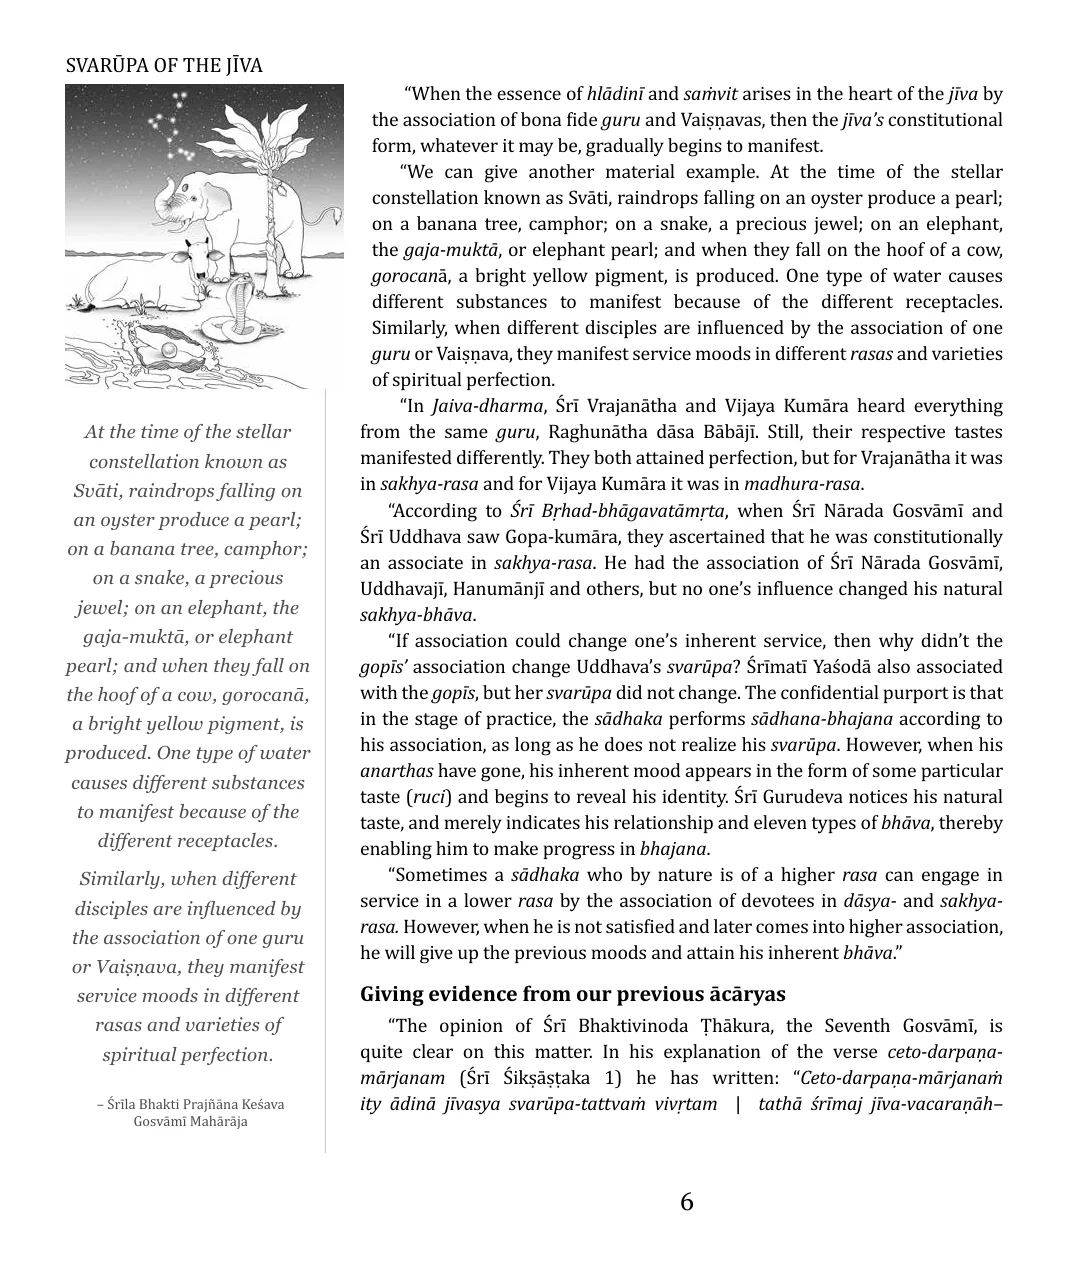 SVARŪPA OF THE JĪVA
“When the essence of hlādinī and saṁvit arises in the heart of the jīva by
the association of bona fide guru and Vaiṣṇavas, then the jīva’s constitutional
form, whatever it may be, gradually begins to manifest.
“We can give another material example. At the time of the stellar
constellation known as Svāti, raindrops falling on an oyster produce a pearl;
on a banana tree, camphor; on a snake, a precious jewel; on an elephant,
the gaja-muktā, or elephant pearl; and when they fall on the hoof of a cow,
gorocanā, a bright yellow pigment, is produced. One type of water causes
different substances to manifest because of the different receptacles.
Similarly, when different disciples are influenced by the association of one
guru or Vaiṣṇava, they manifest service moods in different rasas and varieties
of spiritual perfection.
“In Jaiva-dharma, Śrī Vrajanātha and Vijaya Kumāra heard everything
from the same guru, Raghunātha dāsa Bābājī. Still, their respective tastes
manifested differently. They both attained perfection, but for Vrajanātha it was
in sakhya-rasa and for Vijaya Kumāra it was in madhura-rasa.
“According to Śrī Bṛhad-bhāgavatāmṛta, when Śrī Nārada Gosvāmī and
Śrī Uddhava saw Gopa-kumāra, they ascertained that he was constitutionally
an associate in sakhya-rasa. He had the association of Śrī Nārada Gosvāmī,
Uddhavajī, Hanumānjī and others, but no one’s influence changed his natural
sakhya-bhāva.
“If association could change one’s inherent service, then why didn’t the
gopīs’ association change Uddhava’s svarūpa? Śrīmatī Yaśodā also associated
with the gopīs, but her svarūpa did not change. The confidential purport is that
in the stage of practice, the sādhaka performs sādhana-bhajana according to
his association, as long as he does not realize his svarūpa. However, when his
anarthas have gone, his inherent mood appears in the form of some particular
taste (ruci) and begins to reveal his identity. Śrī Gurudeva notices his natural
taste, and merely indicates his relationship and eleven types of bhāva, thereby
enabling him to make progress in bhajana.
“Sometimes a sādhaka who by nature is of a higher rasa can engage in
service in a lower rasa by the association of devotees in dāsya- and sakhya-
rasa. However, when he is not satisfied and later comes into higher association,
he will give up the previous moods and attain his inherent bhāva.”
Giving evidence from our previous ācāryas
“The opinion of Śrī Bhaktivinoda Ṭhākura, the Seventh Gosvāmī, is
quite clear on this matter. In his explanation of the verse ceto-darpaṇa-
mārjanam (Śrī Śikṣāṣṭaka 1) he has written: “Ceto-darpaṇa-mārjanaṁ
ity ādinā jīvasya svarūpa-tattvaṁ vivṛtam | tathā śrīmaj jīva-vacaraṇāh–
At the time of the stellar
constellation known as
Svāti, raindrops falling on
an oyster produce a pearl;
on a banana tree, camphor;
on a snake, a precious
jewel; on an elephant, the
gaja-muktā, or elephant
pearl; and when they fall on
the hoof of a cow, gorocanā,
a bright yellow pigment, is
produced. One type of water
causes different substances
to manifest because of the
different receptacles.
Similarly, when different
disciples are influenced by
the association of one guru
or Vaiṣṇava, they manifest
service moods in different
rasas and varieties of
spiritual perfection.
– Śrīla Bhakti Prajñāna Keśava
Gosvāmī Mahārāja
6